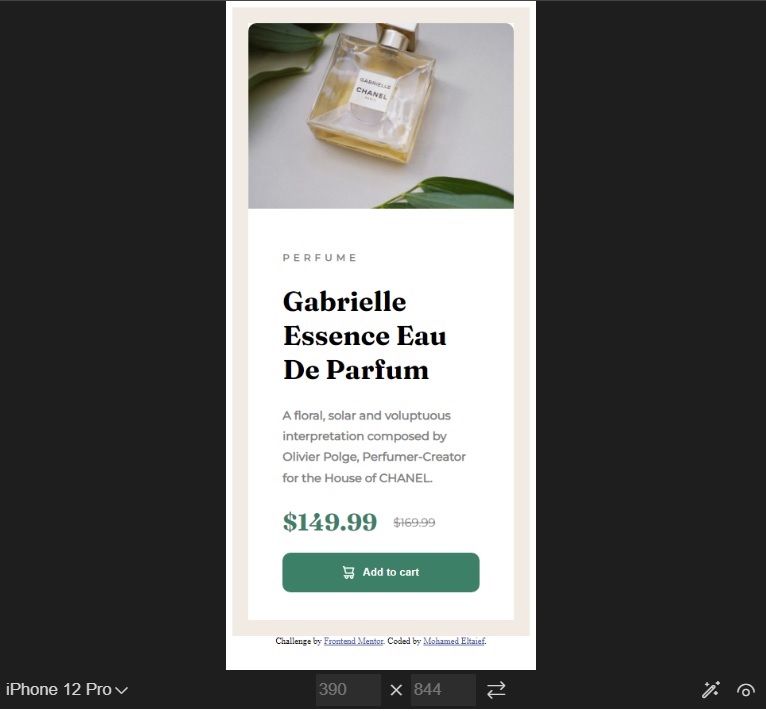 GABRIELLE
CHANEL
PARIS
PERFUME
Gabrielle
Essence Eau
De Parfum
A floral, solar and voluptuous
interpretation composed by
Olivier Polge, Perfumer-Creator
for the House of CHANEL.
$149.99 $169.99
Add to cart
Challenge by Frontend Mentor. Coded by Mohamed Eltaief.
iPhone 12 Pro 390 × 844